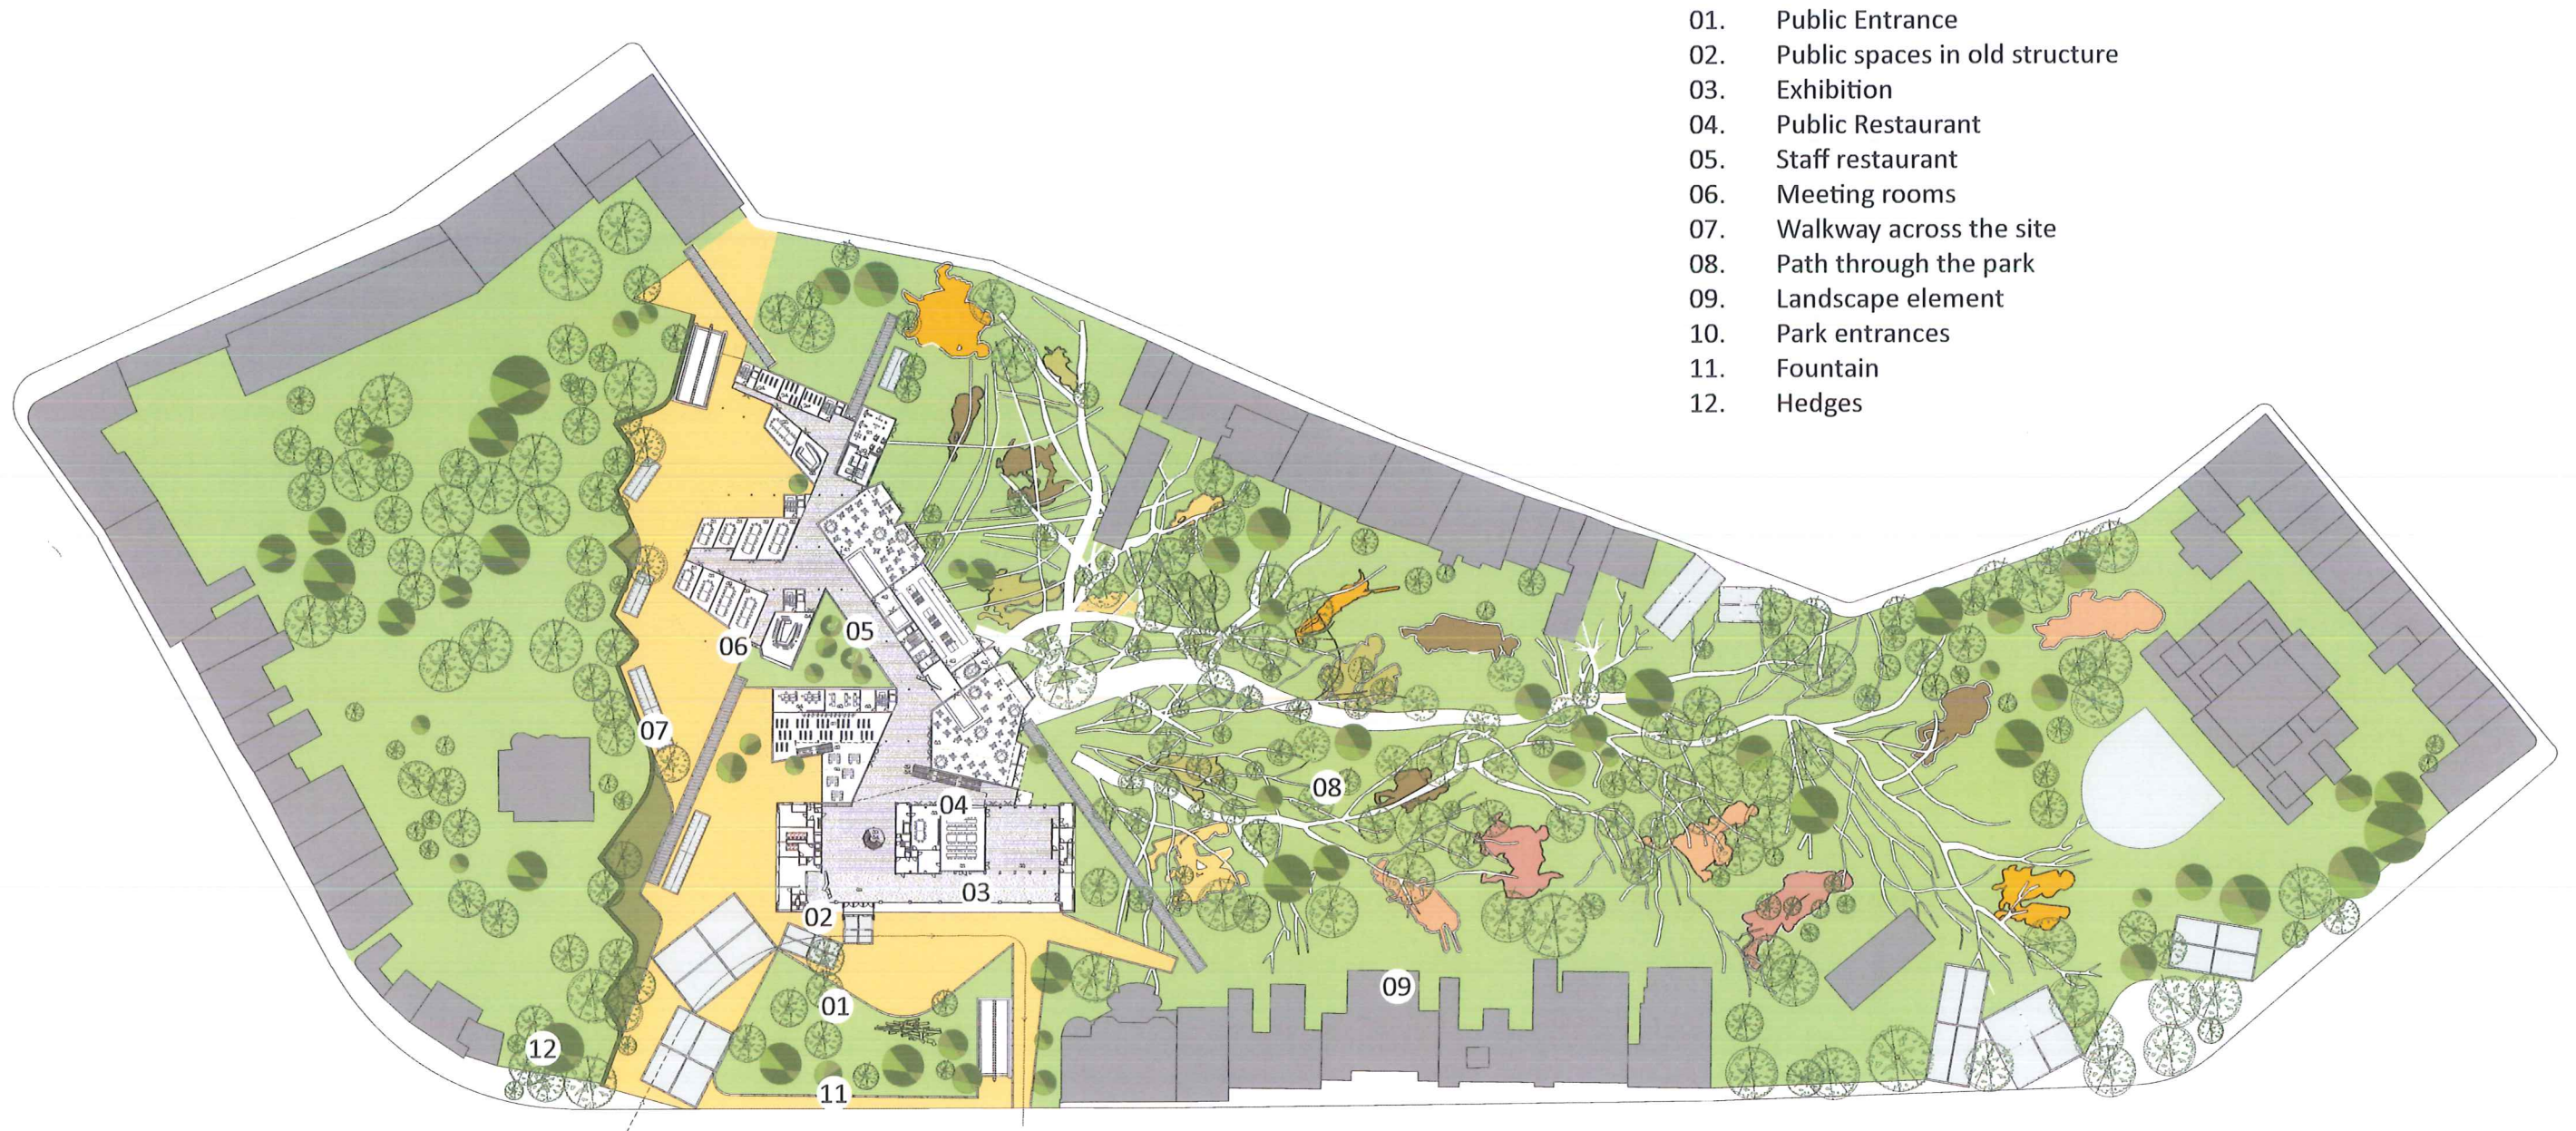 01. Public Entrance
02. Public spaces in old structure
03. Exhibition
04. Public Restaurant
05. Staff restaurant
06. Meeting rooms
07. Walkway across the site
08. Path through the park
09. Landscape element
10. Park entrances
11. Fountain
12. Hedges
05
06
07
08
04
03
02
09
01
12
11